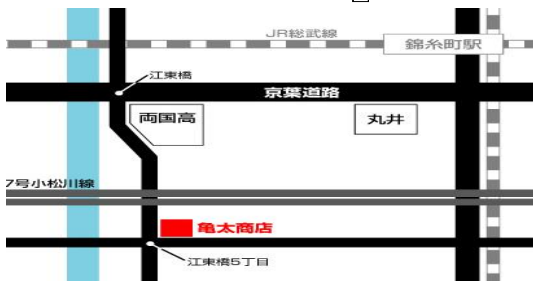 JR総武線
錦糸町駅
江東橋
京葉道路
両国高
丸井
7号小松川線
亀太商店
江東橋5丁目